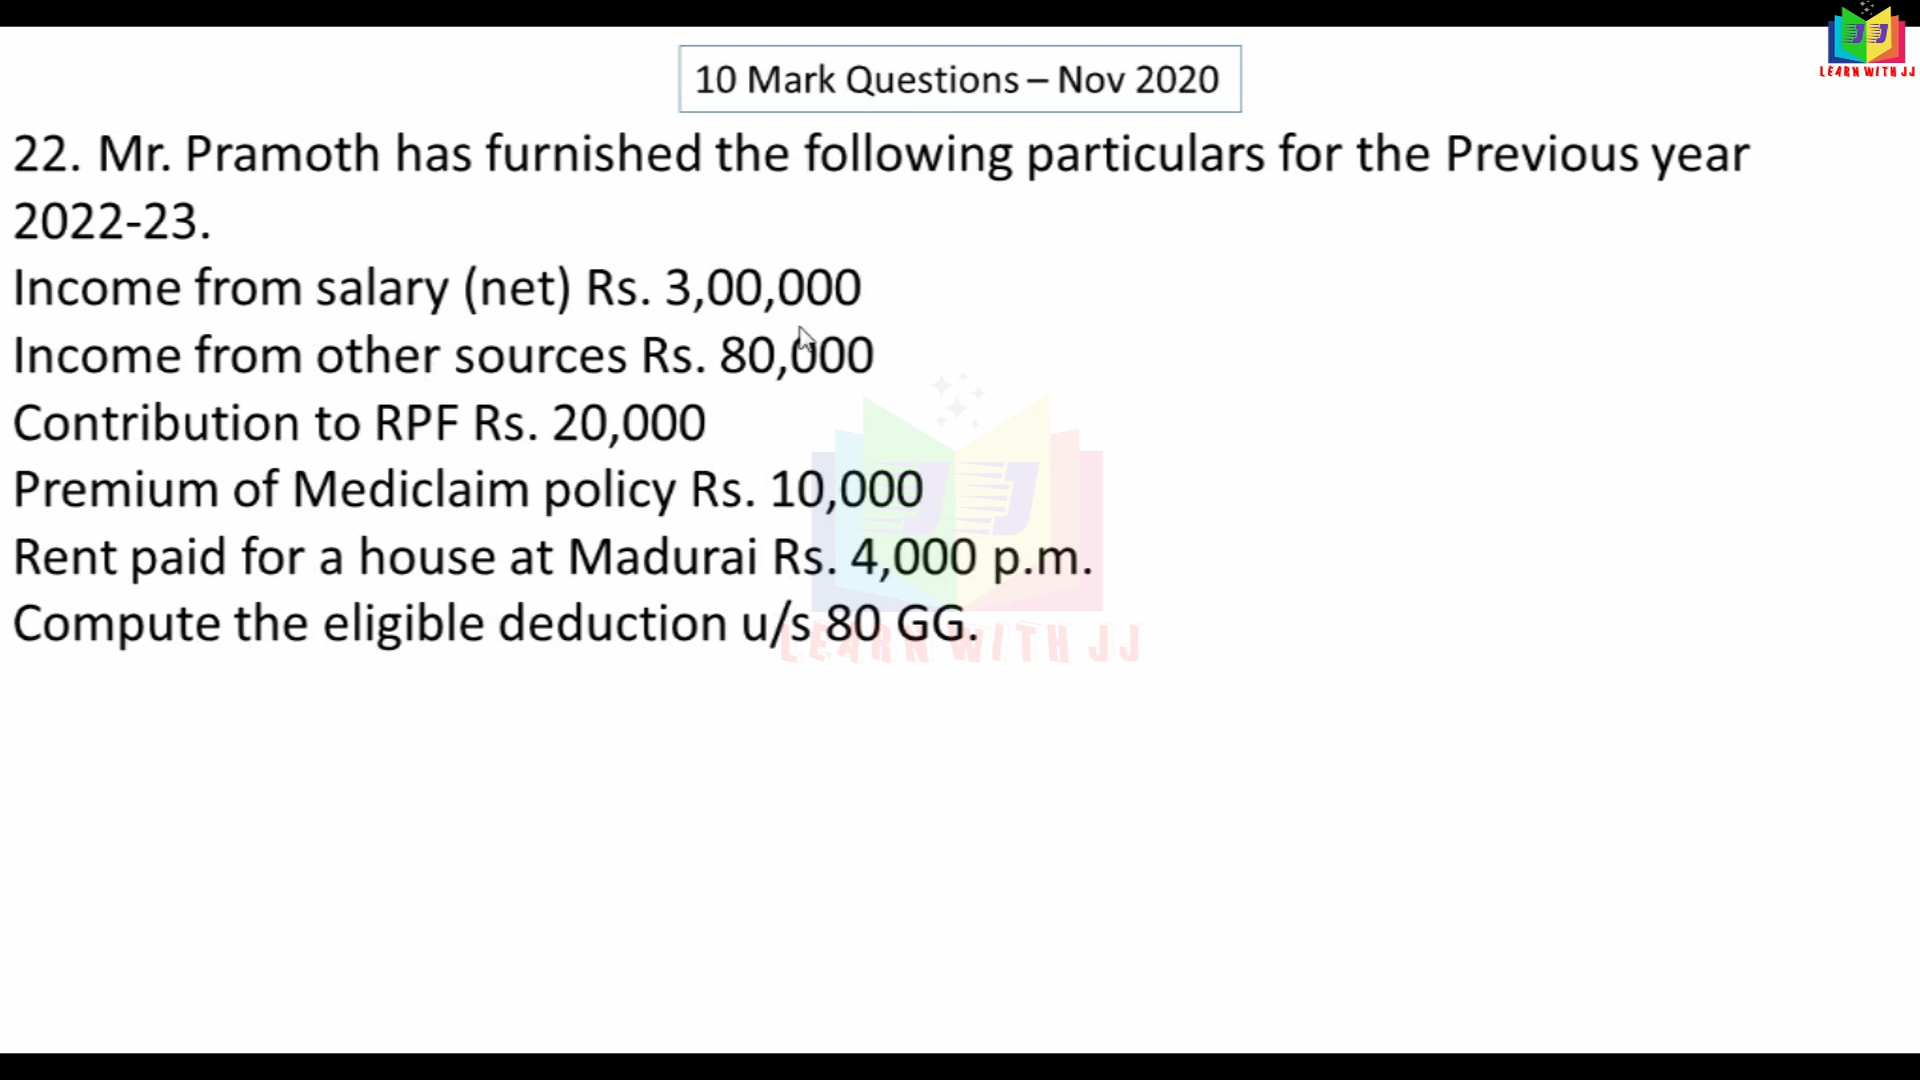 LEARN WITH JJ
10 Mark Questions – Nov 2020
22. Mr. Pramoth has furnished the following particulars for the Previous year
2022-23.
Income from salary (net) Rs. 3,00,000
Income from other sources Rs. 80,000
Contribution to RPF Rs. 20,000
Premium of Mediclaim policy Rs. 10,000
Rent paid for a house at Madurai Rs. 4,000 p.m.
Compute the eligible deduction u/s 80 GG.
JJ
LEARN WITH JJ